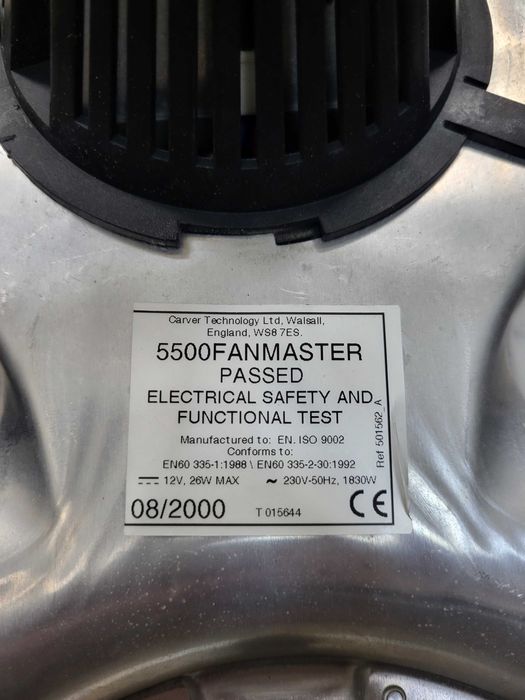 Carver Technology Ltd, Walsall,
England, WS8 7ES.
5500FANMASTER
PASSED
ELECTRICAL SAFETY AND
FUNCTIONAL TEST
Manufactured to: EN. ISO 9002
Conforms to:
EN60 335-1:1988 \ EN60 335-2-30:1992
12V, 26W MAX ~ 230V-50Hz, 1830W
08/2000 T 015644 CE
Ref 501562_A